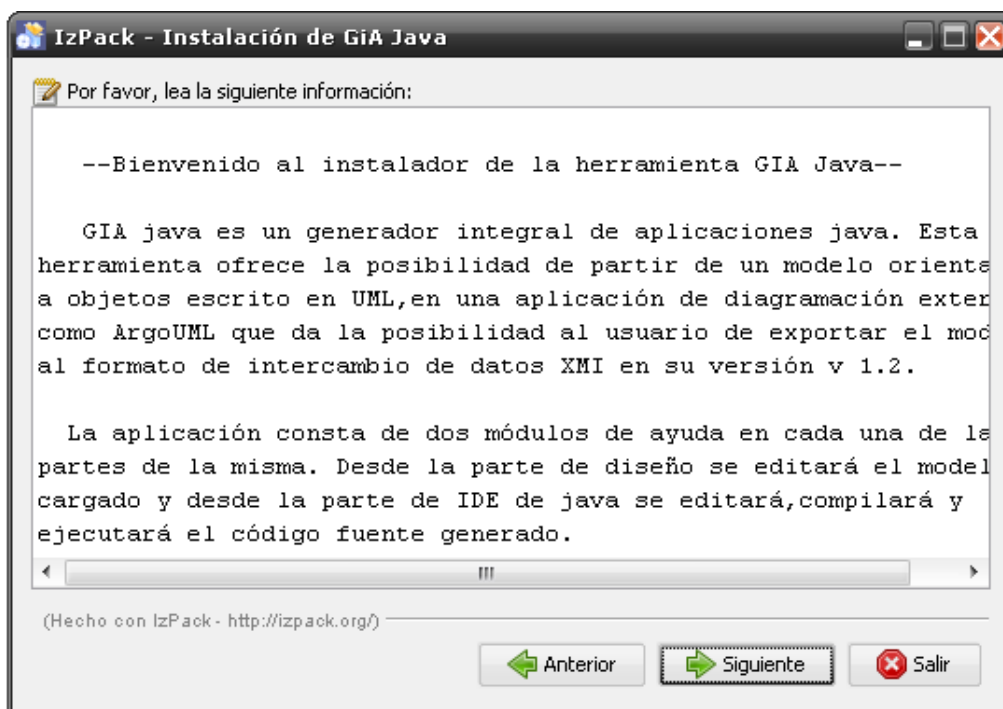 IzPack - Instalación de GiA Java
Por favor, lea la siguiente información:
--Bienvenido al instalador de la herramienta GIA Java--
GIA java es un generador integral de aplicaciones java. Esta
herramienta ofrece la posibilidad de partir de un modelo orienta
a objetos escrito en UML,en una aplicación de diagramación exter
como ArgoUML que da la posibilidad al usuario de exportar el mod
al formato de intercambio de datos XMI en su versión v 1.2.
La aplicación consta de dos módulos de ayuda en cada una de la
partes de la misma. Desde la parte de diseño se editará el model
cargado y desde la parte de IDE de java se editará,compilará y
ejecutará el código fuente generado.
(Hecho con IzPack - http://izpack.org/)
Anterior Siguiente Salir